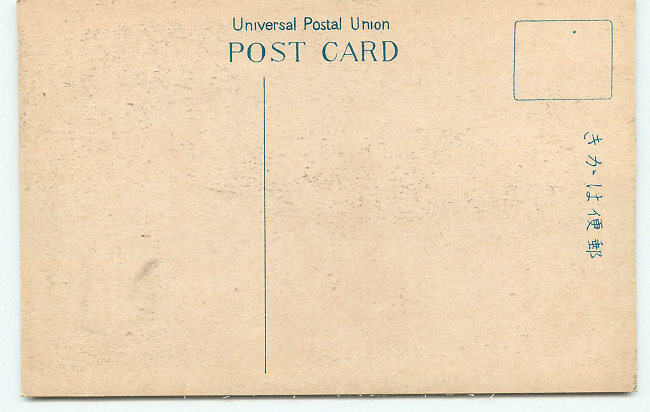 Universal Postal Union
POST CARD
きがは便郵